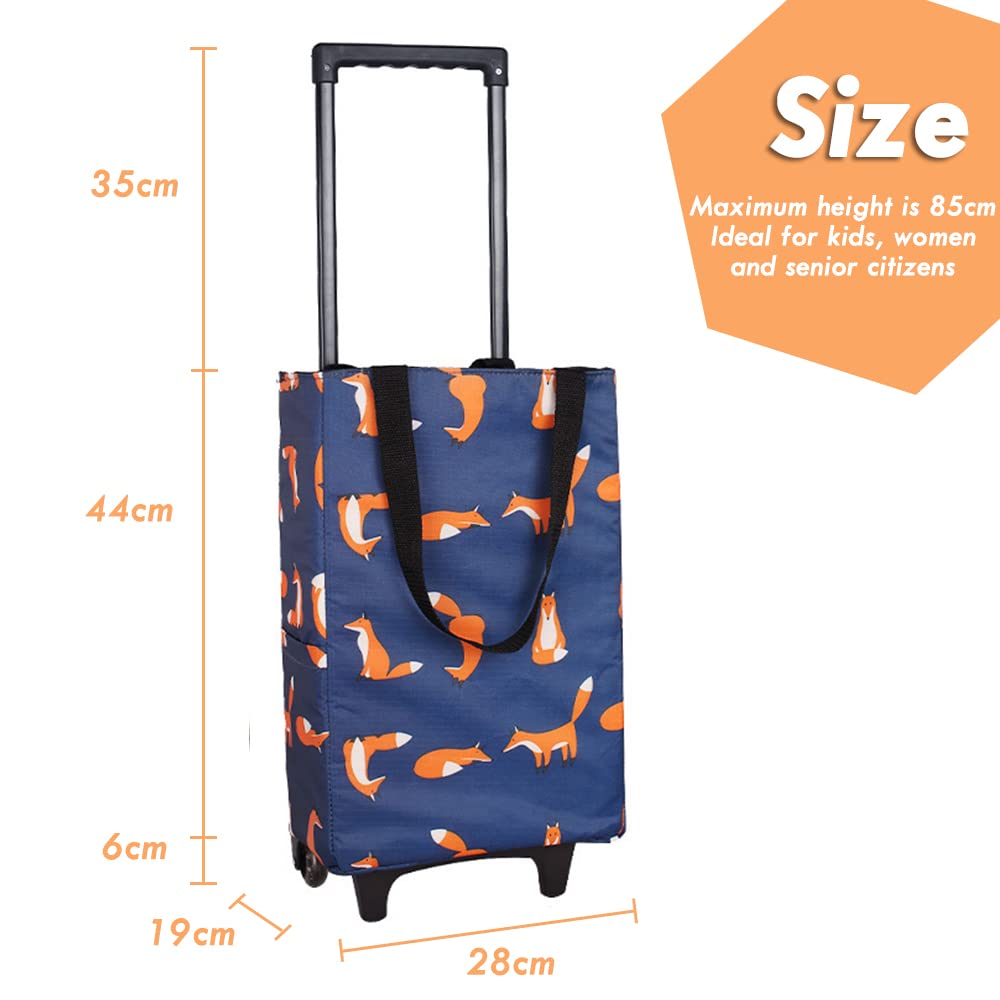 Size
Maximum height is 85cm
Ideal for kids, women
and senior citizens
35cm
44cm
6cm
19cm
28cm